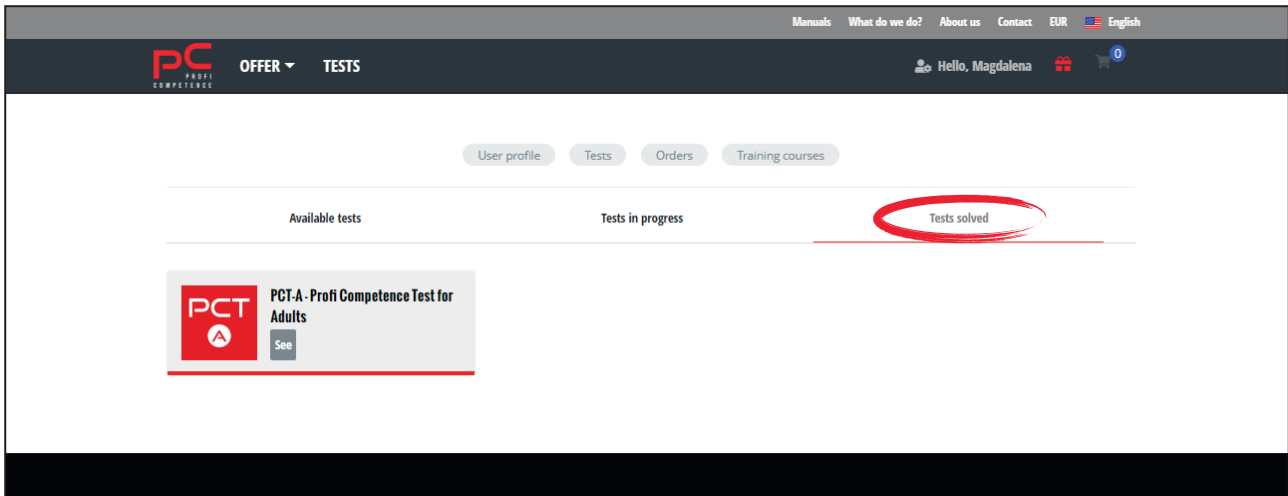 Manuals What do we do? About us Contact EUR English
PC
PROFI
COMPETENCE
OFFER TESTS Hello, Magdalena 0
User profile Tests Orders Training courses
Available tests Tests in progress Tests solved
PCT
A
PCT-A - Profi Competence Test for
Adults
See